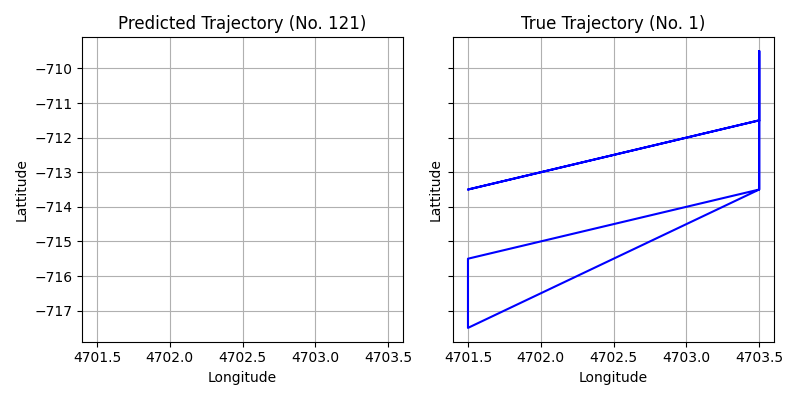 Predicted Trajectory (No. 121)
True Trajectory (No. 1)
−710
−711
−712
−713
−714
−715
−716
−717
Lattitude
Lattitude
4701.5 4702.0 4702.5 4703.0 4703.5
4701.5 4702.0 4702.5 4703.0 4703.5
Longitude
Longitude